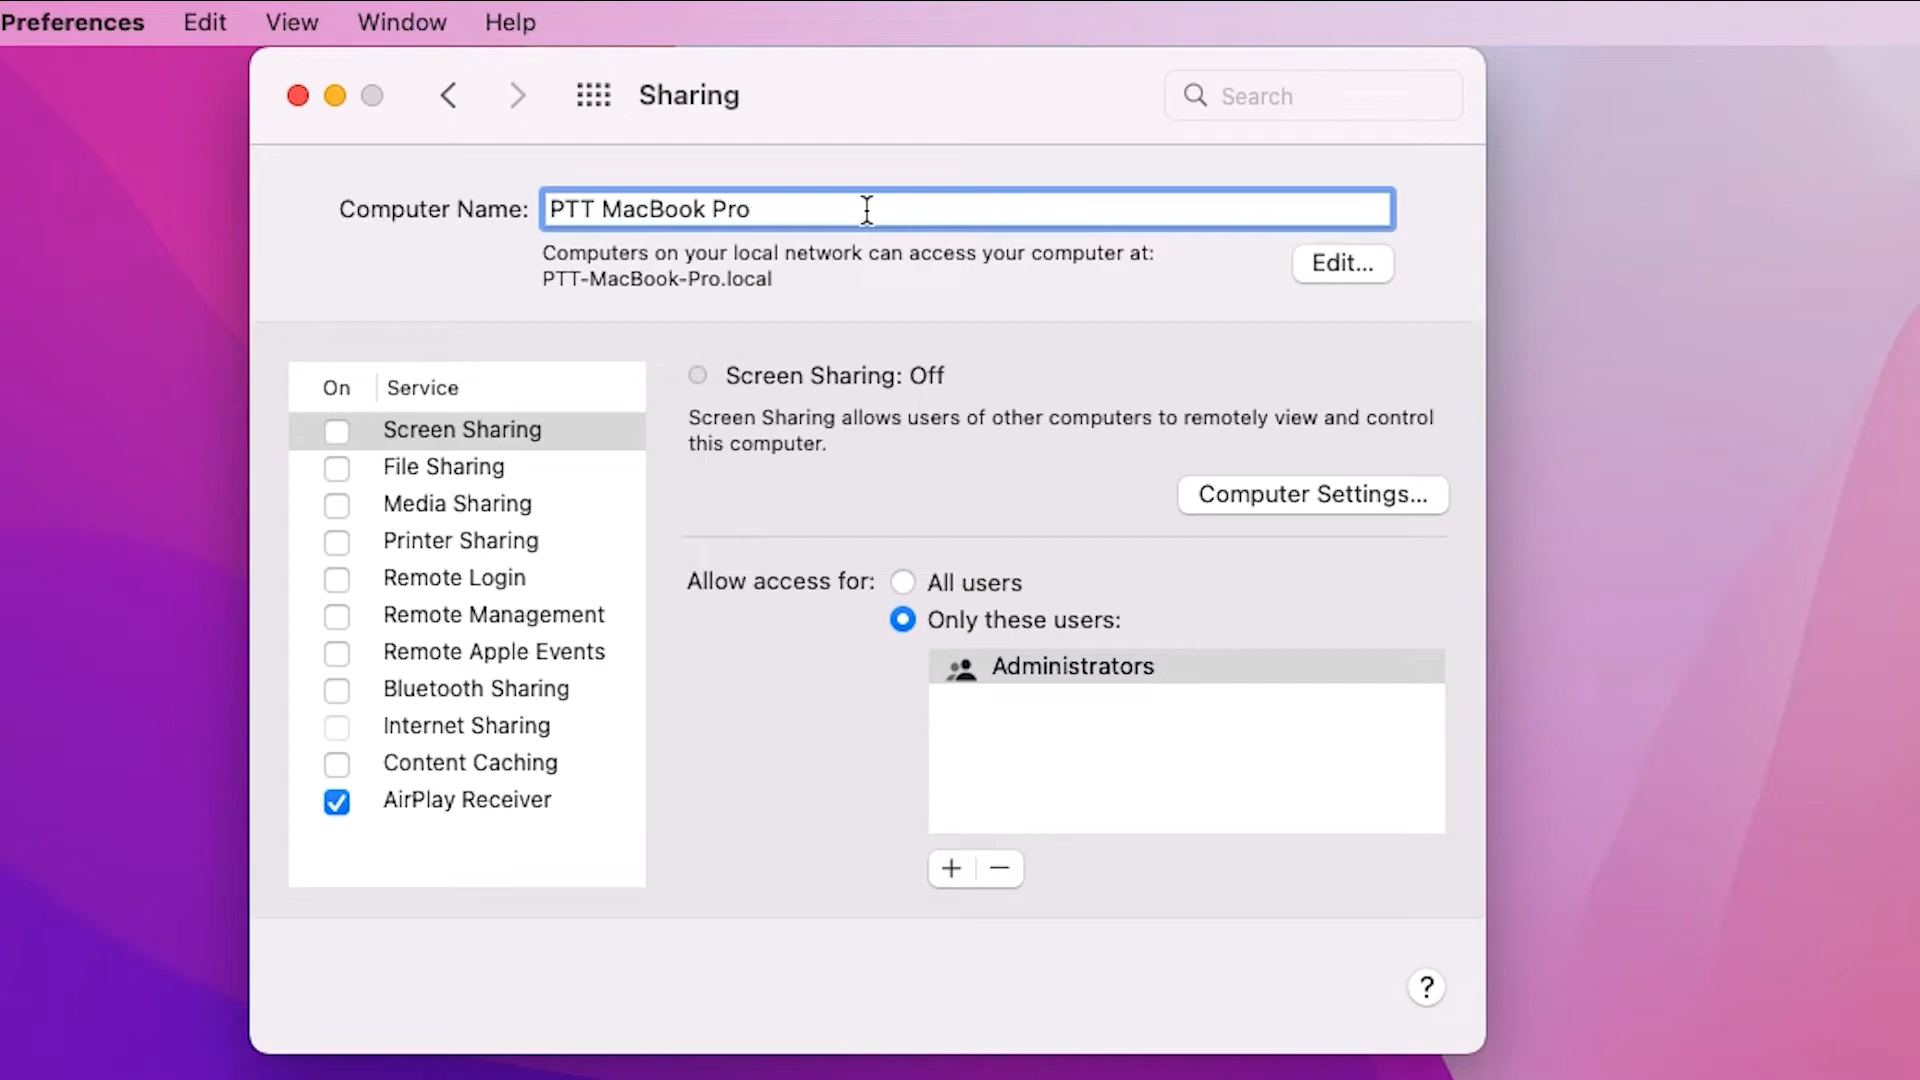 Preferences Edit View Window Help
Sharing
Search
Computer Name: PTT MacBook Pro
Computers on your local network can access your computer at:
PTT-MacBook-Pro.local
Edit...
On Service
Screen Sharing
File Sharing
Media Sharing
Printer Sharing
Remote Login
Remote Management
Remote Apple Events
Bluetooth Sharing
Internet Sharing
Content Caching
AirPlay Receiver
Screen Sharing: Off
Screen Sharing allows users of other computers to remotely view and control
this computer.
Computer Settings...
Allow access for: All users
Only these users:
Administrators
+ −
?